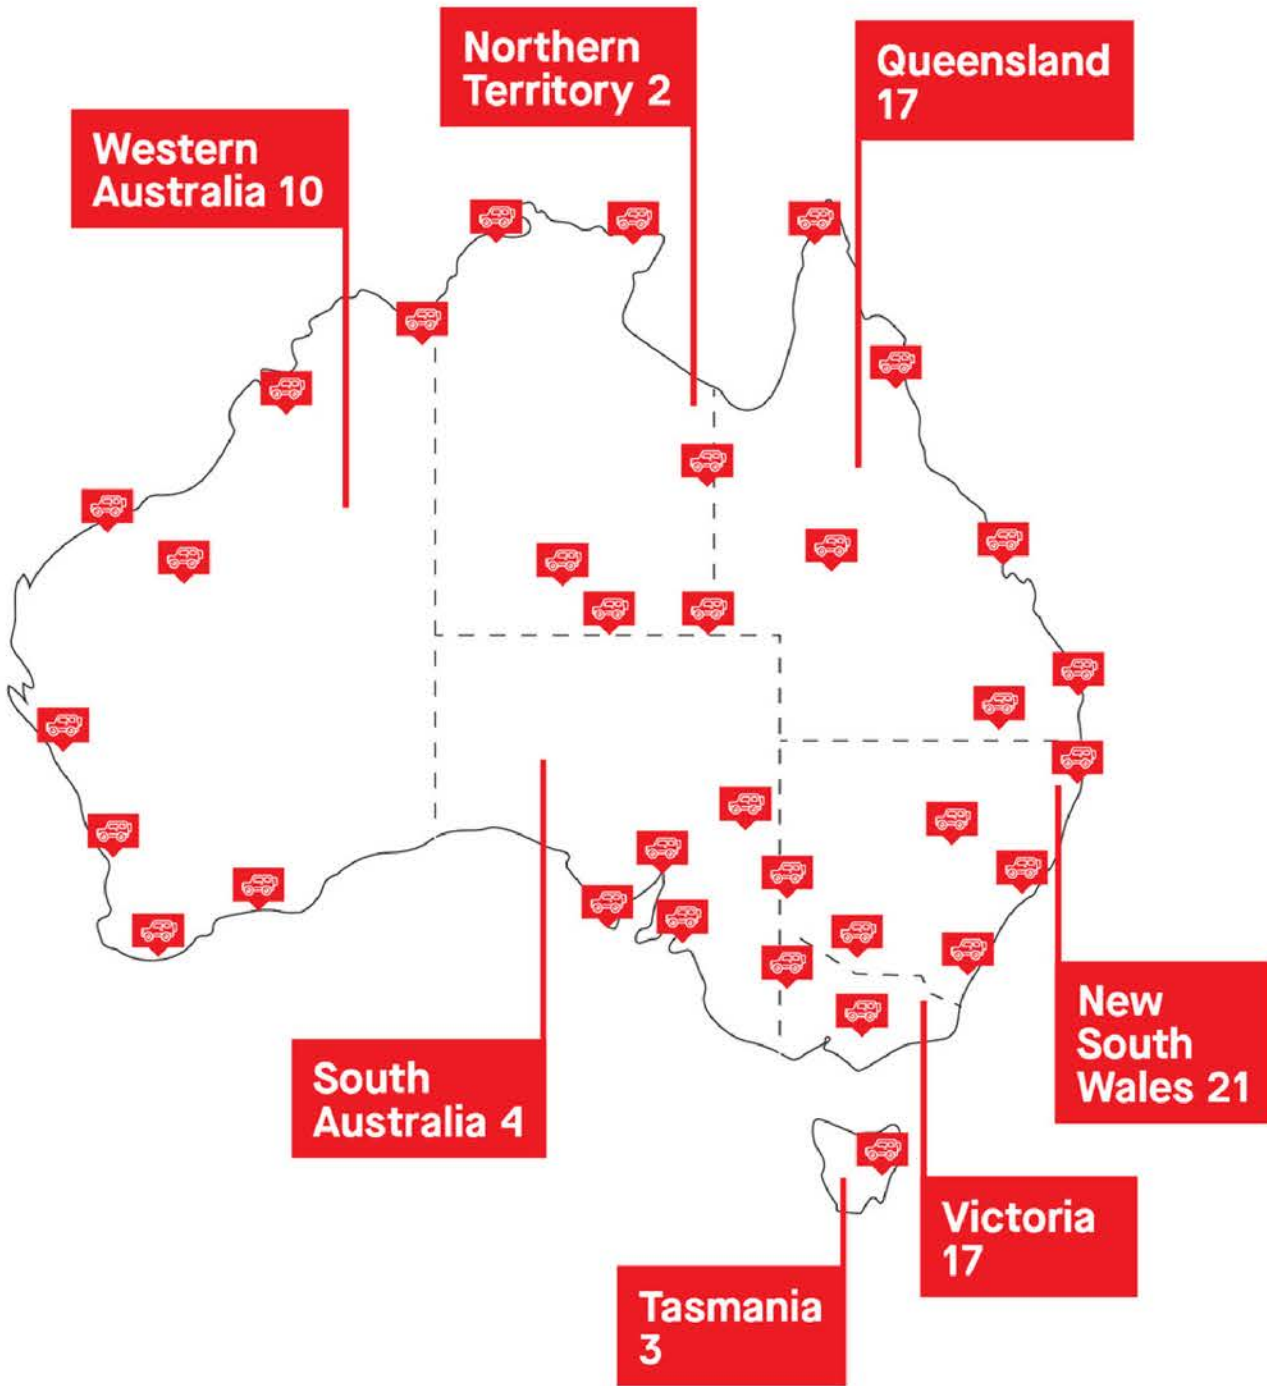 Northern
Territory 2
Queensland
17
Western
Australia 10
South
Australia 4
New
South
Wales 21
Victoria
17
Tasmania
3